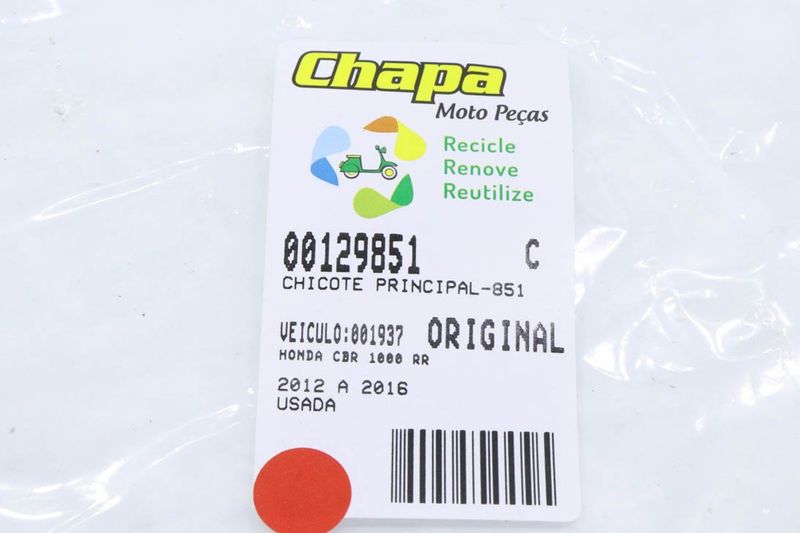 Chapa
Moto Peças
Recicle
Renove
Reutilize
00129851 C
CHICOTE PRINCIPAL-851
VEICULO:001937 ORIGINAL
HONDA CBR 1000 RR
2012 A 2016
USADA